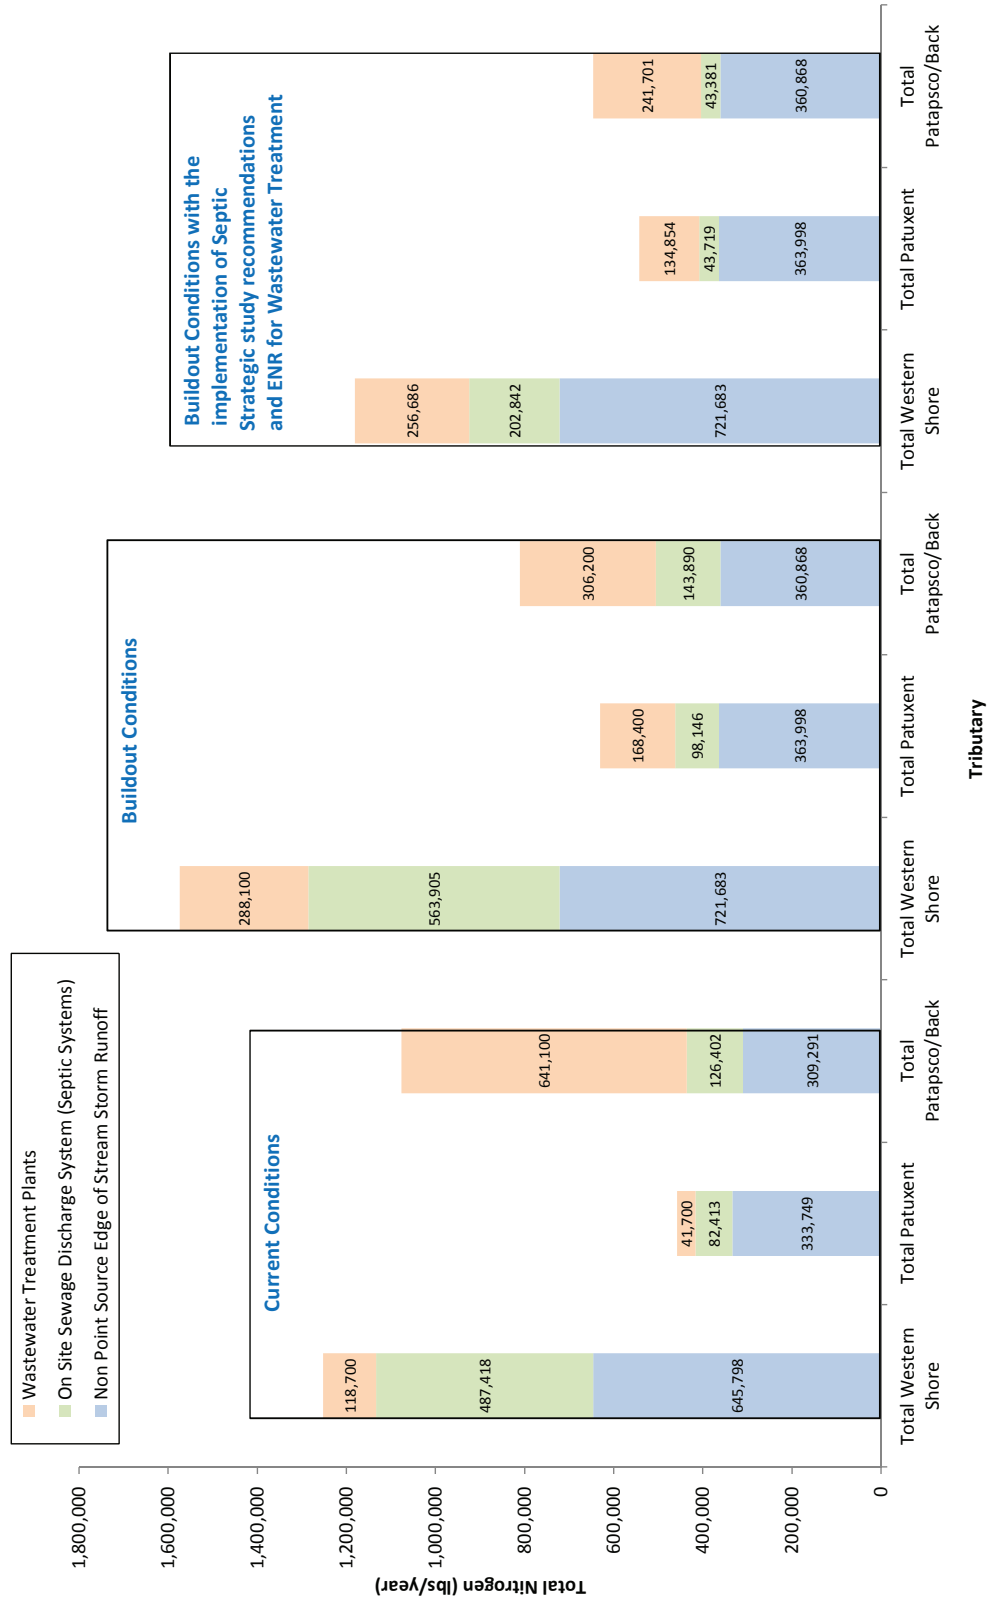 Wastewater Treatment Plants
On Site Sewage Discharge System (Septic Systems)
Non Point Source Edge of Stream Storm Runoff
Total Nitrogen (lbs/year)
1,800,000
1,600,000
1,400,000
1,200,000
1,000,000
800,000
600,000
400,000
200,000
0
Current Conditions
118,700
487,418
645,798
41,700
82,413
333,749
641,100
126,402
309,291
Buildout Conditions
288,100
563,905
721,683
168,400
98,146
363,998
306,200
143,890
360,868
Buildout Conditions with the
implementation of Septic
Strategic study recommendations
and ENR for Wastewater Treatment
256,686
202,842
721,683
134,854
43,719
363,998
241,701
43,381
360,868
Total Western
Shore
Total Patuxent
Total
Patapsco/Back
Total Western
Shore
Total Patuxent
Total
Patapsco/Back
Total Western
Shore
Total Patuxent
Total
Patapsco/Back
Tributary